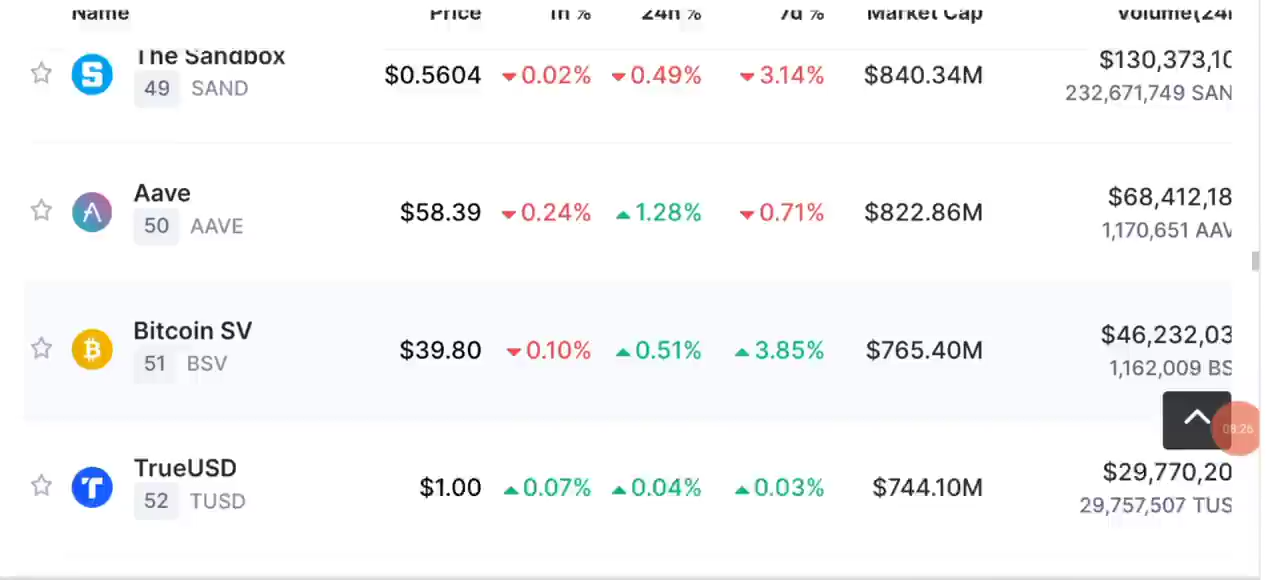 Name Price 1h % 24h % 7d % Market Cap Volume(24h
The Sandbox
49 SAND
$0.5604 0.02% 0.49% 3.14% $840.34M
$130,373,10
232,671,749 SAN
Aave
50 AAVE
$58.39 0.24% 1.28% 0.71% $822.86M
$68,412,18
1,170,651 AAV
Bitcoin SV
51 BSV
$39.80 0.10% 0.51% 3.85% $765.40M
$46,232,03
1,162,009 BS
08:26
TrueUSD
52 TUSD
$1.00 0.07% 0.04% 0.03% $744.10M
$29,770,20
29,757,507 TUS